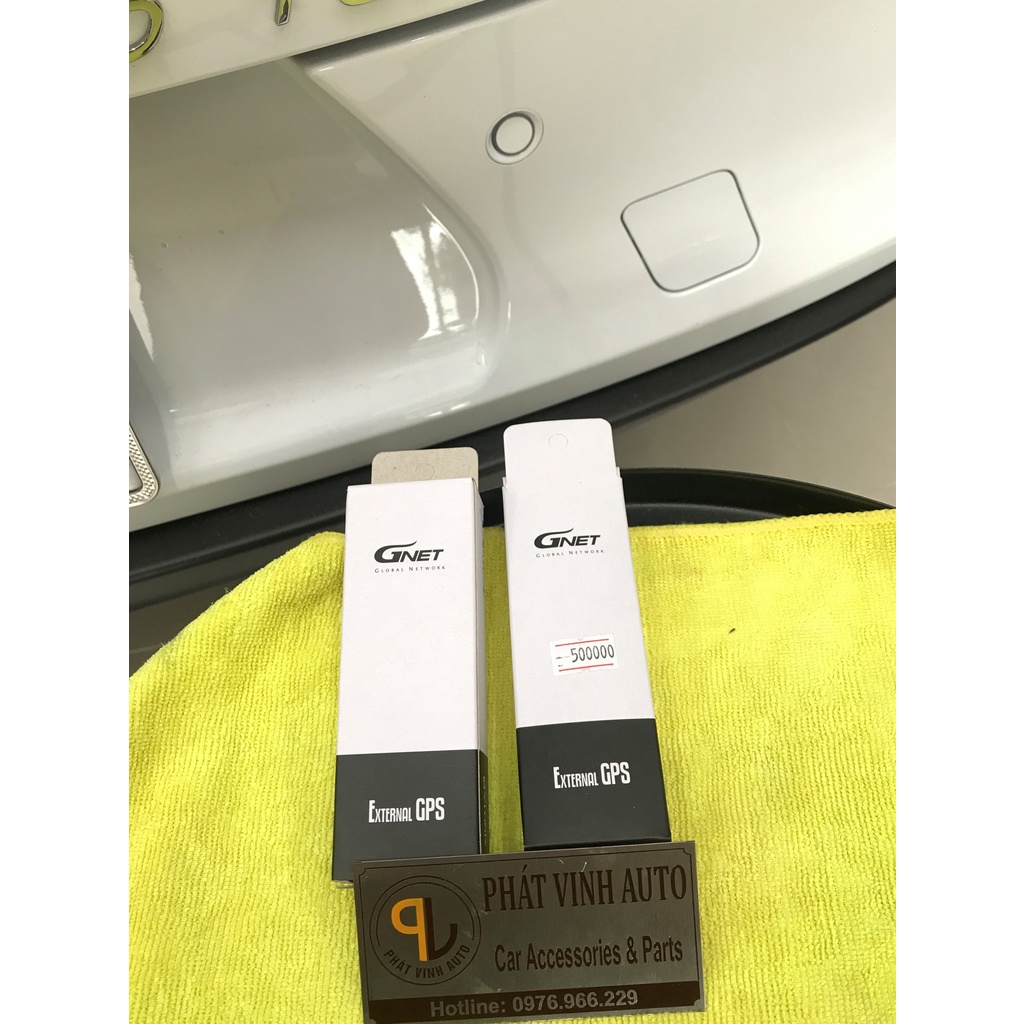 GNET
GLOBAL NETWORK
EXTERNAL GPS
GNET
GLOBAL NETWORK
500000
EXTERNAL GPS
PHÁT VINH AUTO
PHÁT VINH AUTO
Car Accessories & Parts
Hotline: 0976.966.229